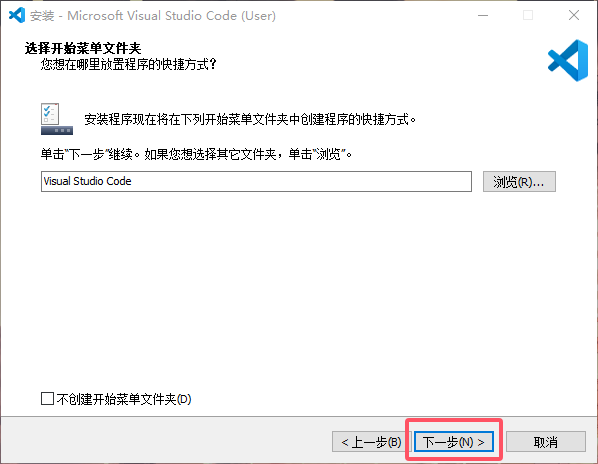 安装 - Microsoft Visual Studio Code (User)
选择开始菜单文件夹
您想在哪里放置程序的快捷方式?
安装程序现在将在下列开始菜单文件夹中创建程序的快捷方式。
单击“下一步”继续。如果您想选择其它文件夹，单击“浏览”。
Visual Studio Code
浏览(R)...
不创建开始菜单文件夹(D)
< 上一步(B)
下一步(N) >
取消